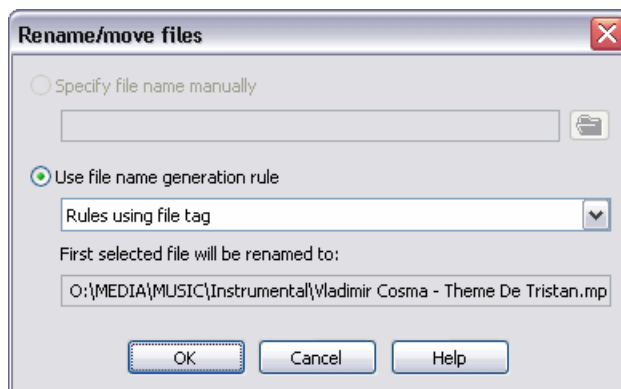 Rename/move files
Specify file name manually
Use file name generation rule
Rules using file tag
First selected file will be renamed to:
O:\MEDIA\MUSIC\Instrumental\Vladimir Cosma - Theme De Tristan.mp
OK
Cancel
Help